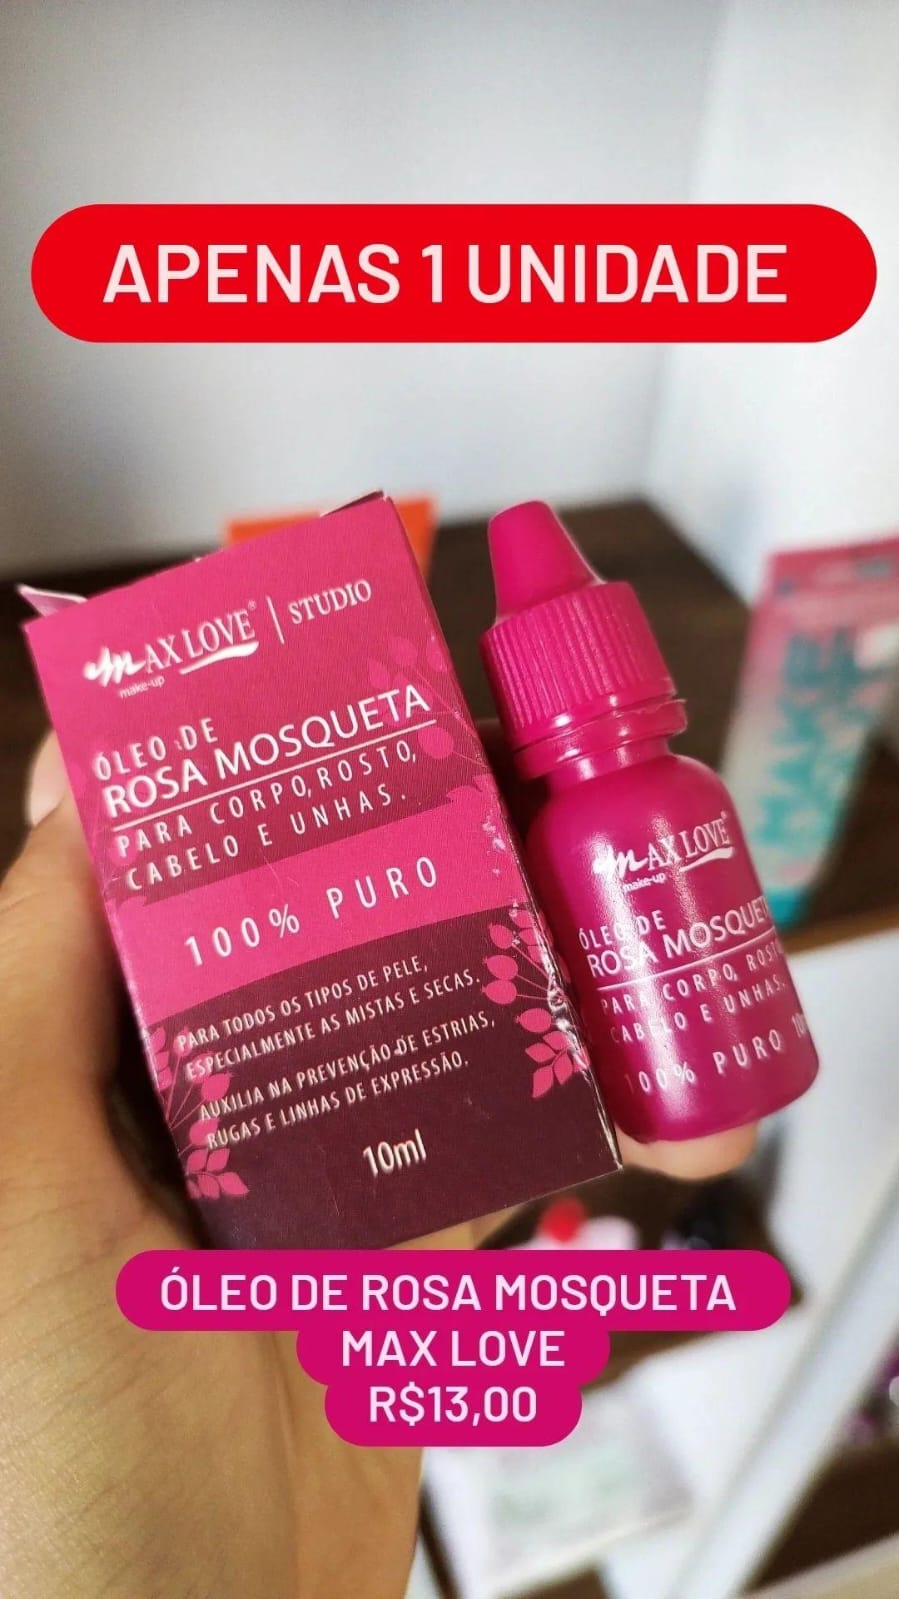 APENAS 1 UNIDADE
MAX LOVE® | STUDIO
make-up
ÓLEO DE
ROSA MOSQUETA
PARA CORPO, ROSTO,
CABELO E UNHAS.
100% PURO
PARA TODOS OS TIPOS DE PELE,
ESPECIALMENTE AS MISTAS E SECAS.
AUXILIA NA PREVENÇÃO DE ESTRIAS,
RUGAS E LINHAS DE EXPRESSÃO.
10ml
MAX LOVE®
make-up
ÓLEO DE
ROSA MOSQUETA
PARA CORPO, ROSTO
CABELO E UNHAS.
100% PURO
ÓLEO DE ROSA MOSQUETA
MAX LOVE
R$13,00